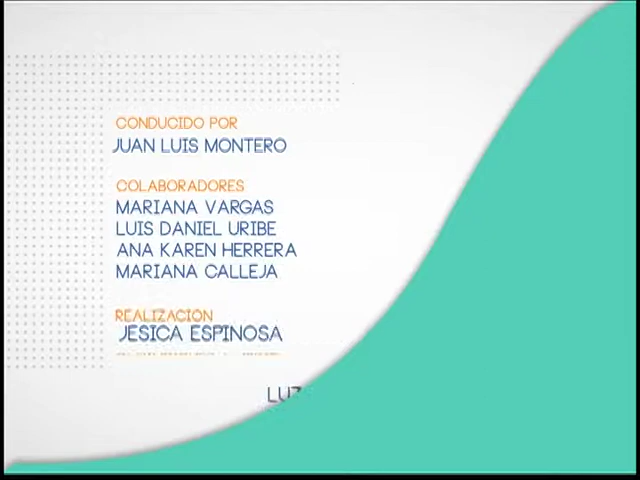 CONDUCIDO POR
JUAN LUIS MONTERO
COLABORADORES
MARIANA VARGAS
LUIS DANIEL URIBE
ANA KAREN HERRERA
MARIANA CALLEJA
REALIZACIÓN
JESICA ESPINOSA
LUZ